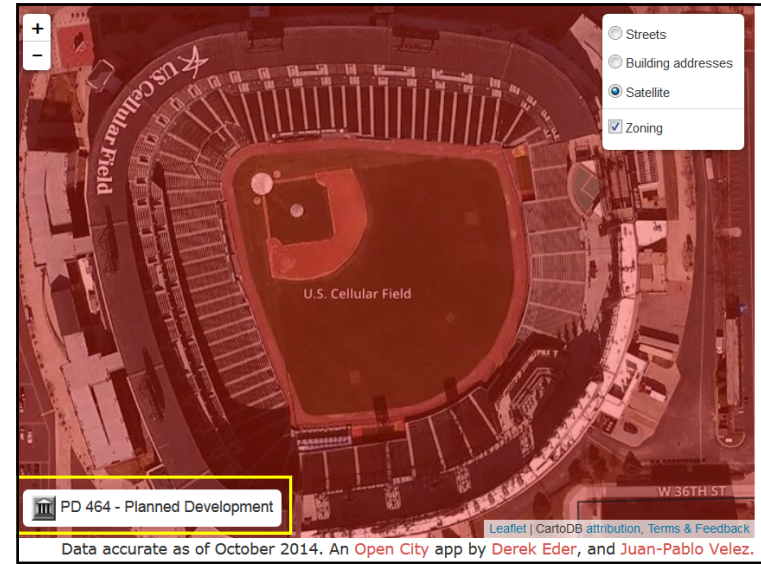 +
−
Streets
Building addresses
Satellite
Zoning
U.S. Cellular Field
U.S. Cellular Field
W 36TH ST
PD 464 - Planned Development
Leaflet | CartoDB attribution, Terms & Feedback
Data accurate as of October 2014. An Open City app by Derek Eder, and Juan-Pablo Velez.